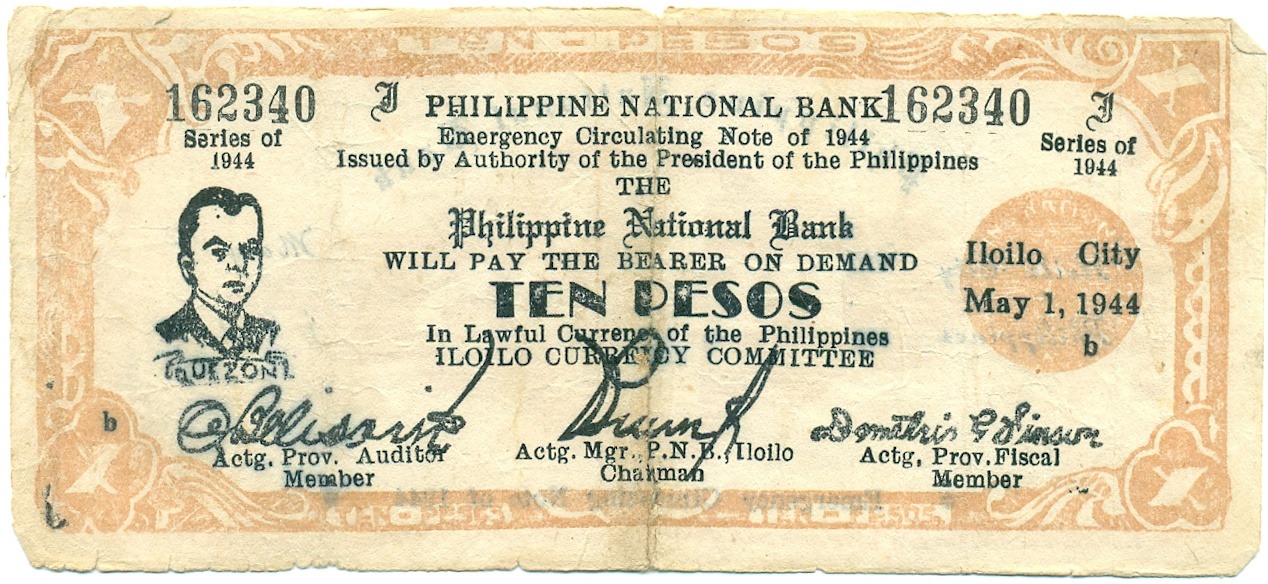 162340 J PHILIPPINE NATIONAL BANK 162340 J
Series of 1944
Emergency Circulating Note of 1944
Issued by Authority of the President of the Philippines
Series of 1944
THE
Philippine National Bank
WILL PAY THE BEARER ON DEMAND
TEN PESOS
In Lawful Currency of the Philippines
ILOILO CURRENCY COMMITTEE
Iloilo City
May 1, 1944
b
QUEZON
b
Actg. Prov. Auditor
Member
Actg. Mgr. P.N.B., Iloilo
Chairman
Actg, Prov. Fiscal
Member